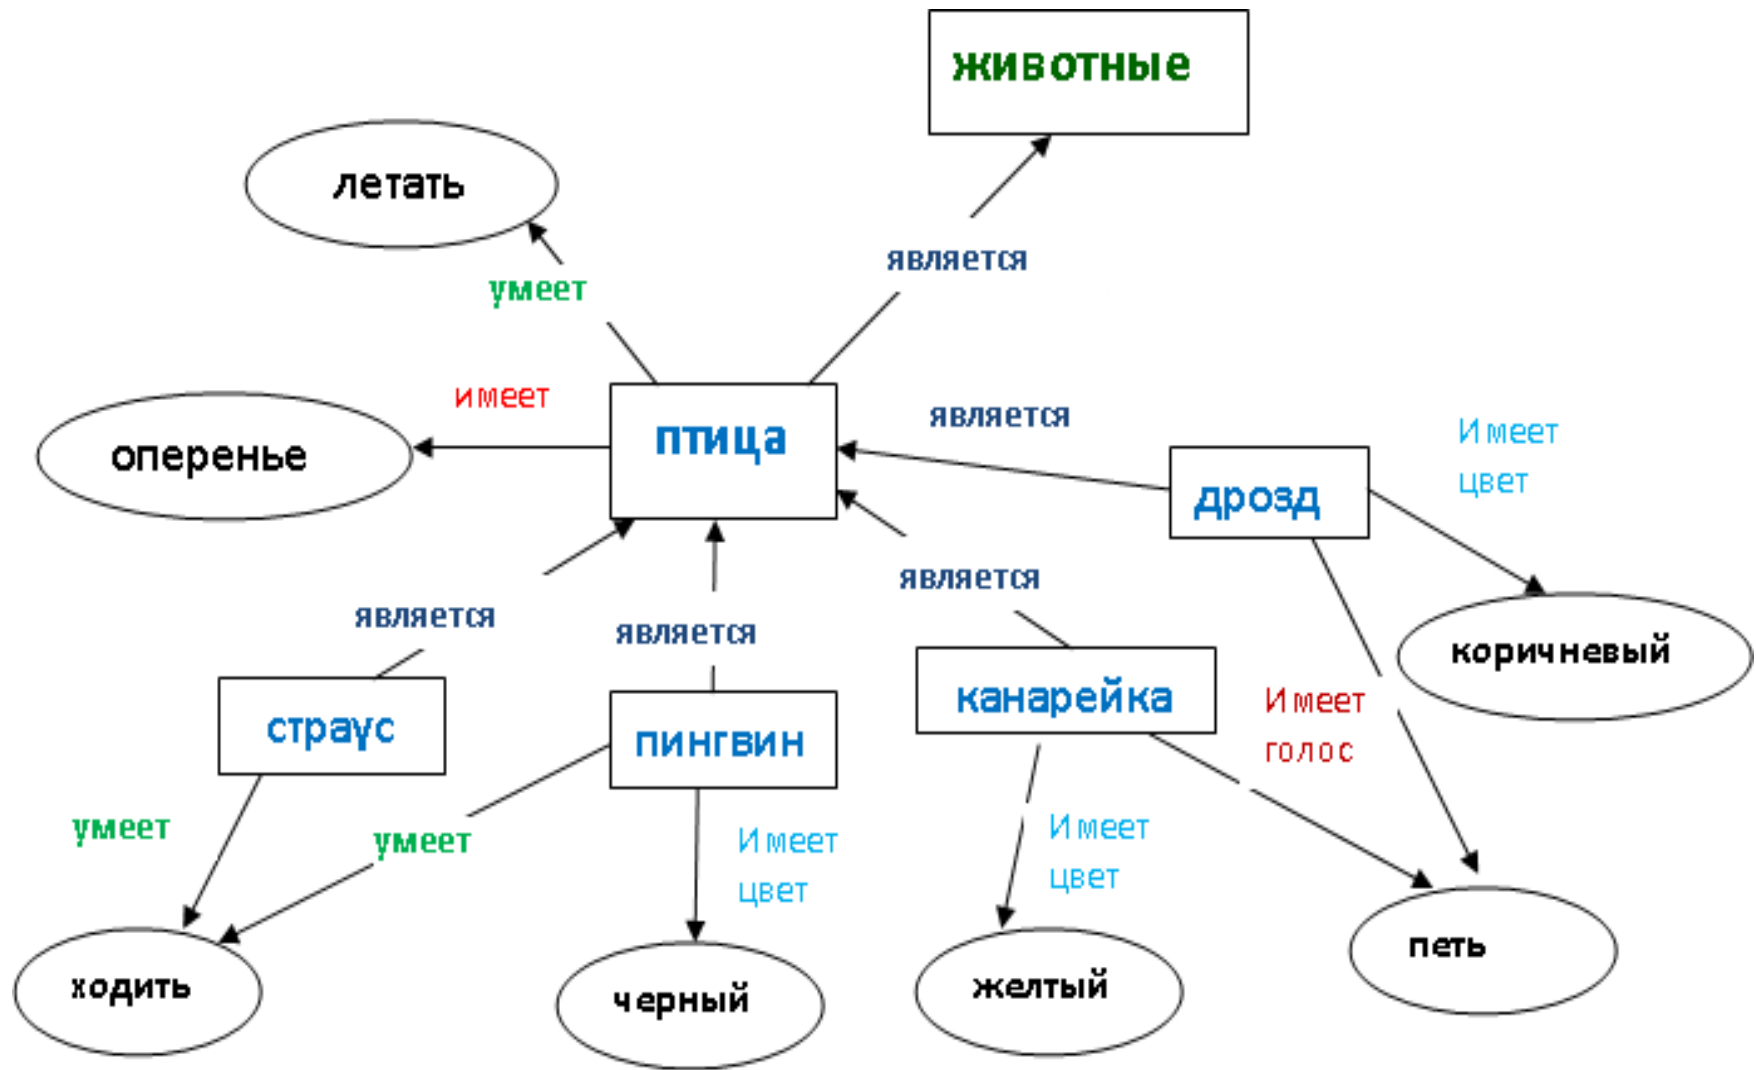 животные
летать
является
умеет
имеет
птица
является
Имеет
цвет
оперенье
дрозд
является
является
является
коричневый
страус
пингвин
канарейка
Имеет
голос
умеет
умеет
Имеет
цвет
Имеет
цвет
ходить
черный
желтый
петь